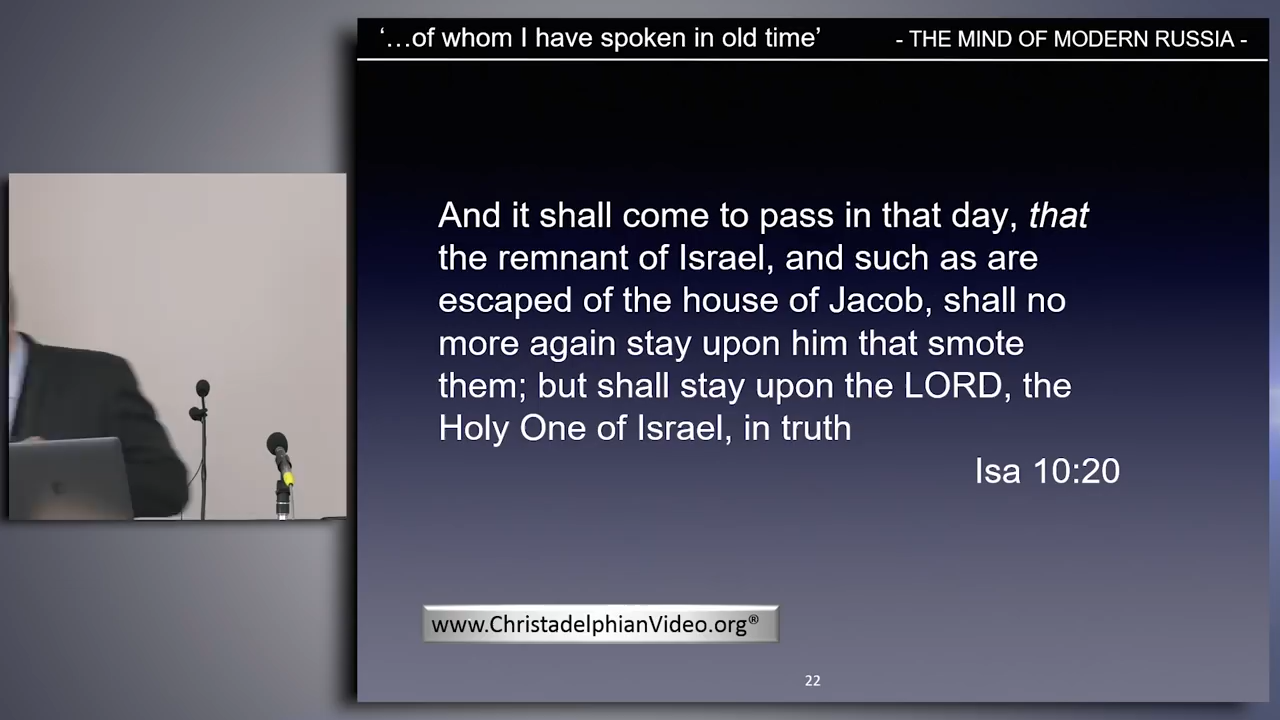 ‘…of whom I have spoken in old time’
- THE MIND OF MODERN RUSSIA -
And it shall come to pass in that day, that
the remnant of Israel, and such as are
escaped of the house of Jacob, shall no
more again stay upon him that smote
them; but shall stay upon the LORD, the
Holy One of Israel, in truth
Isa 10:20
www.ChristadelphianVideo.org®
22